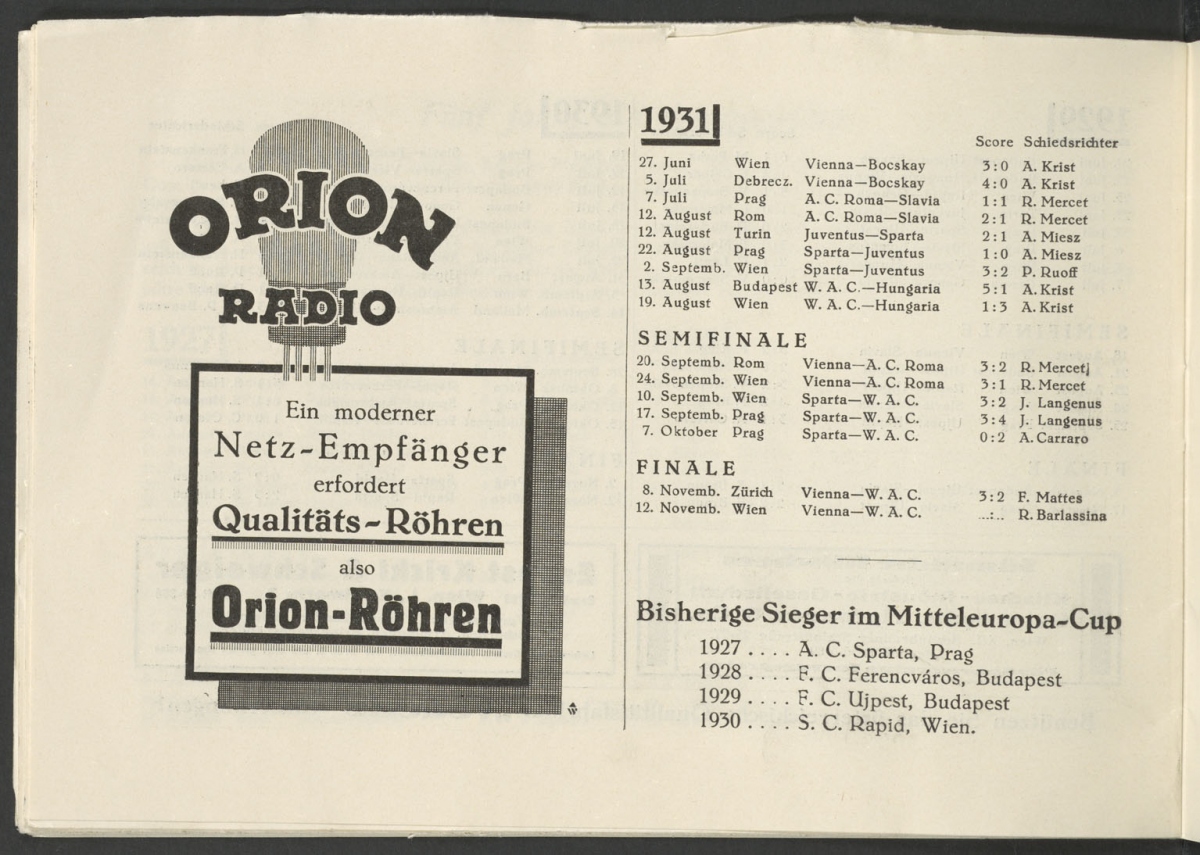 ORION
RADIO
Ein moderner
Netz-Empfänger
erfordert
Qualitäts-Röhren
also
Orion-Röhren
1931
Score Schiedsrichter
27. Juni Wien Vienna—Bocskay 3:0 A. Krist
5. Juli Debrecz. Vienna—Bocskay 4:0 A. Krist
7. Juli Prag A. C. Roma—Slavia 1:1 R. Mercet
12. August Rom A. C. Roma—Slavia 2:1 R. Mercet
12. August Turin Juventus—Sparta 2:1 A. Miesz
22. August Prag Sparta—Juventus 1:0 A. Miesz
2. Septemb. Wien Sparta—Juventus 3:2 P. Ruoff
13. August Budapest W. A. C.—Hungaria 5:1 A. Krist
19. August Wien W. A. C.—Hungaria 1:3 A. Krist
SEMIFINALE
20. Septemb. Rom Vienna—A. C. Roma 3:2 R. Mercet
24. Septemb. Wien Vienna—A. C. Roma 3:1 R. Mercet
10. Septemb. Wien Sparta—W. A. C. 3:2 J. Langenus
17. Septemb. Prag Sparta—W. A. C. 3:4 J. Langenus
7. Oktober Prag Sparta—W. A. C. 0:2 A. Carraro
FINALE
8. Novemb. Zürich Vienna—W. A. C. 3:2 F. Mattes
12. Novemb. Wien Vienna—W. A. C. ...:.. R. Barlassina
Bisherige Sieger im Mitteleuropa-Cup
1927 .... A. C. Sparta, Prag
1928 .... F. C. Ferencváros, Budapest
1929 .... F. C. Ujpest, Budapest
1930 .... S. C. Rapid, Wien.